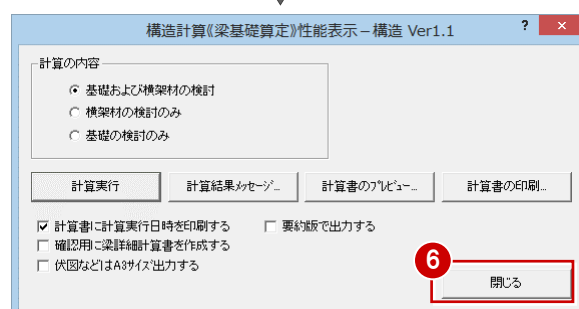 構造計算《梁基礎算定》性能表示－構造 Ver1.1
計算の内容
基礎および横架材の検討
横架材の検討のみ
基礎の検討のみ
計算実行 計算結果メッセージ... 計算書のプレビュー... 計算書の印刷...
計算書に計算実行日時を印刷する 要約版で出力する
確認用に梁詳細計算書を作成する
伏図などはA3サイズ出力する
6
閉じる